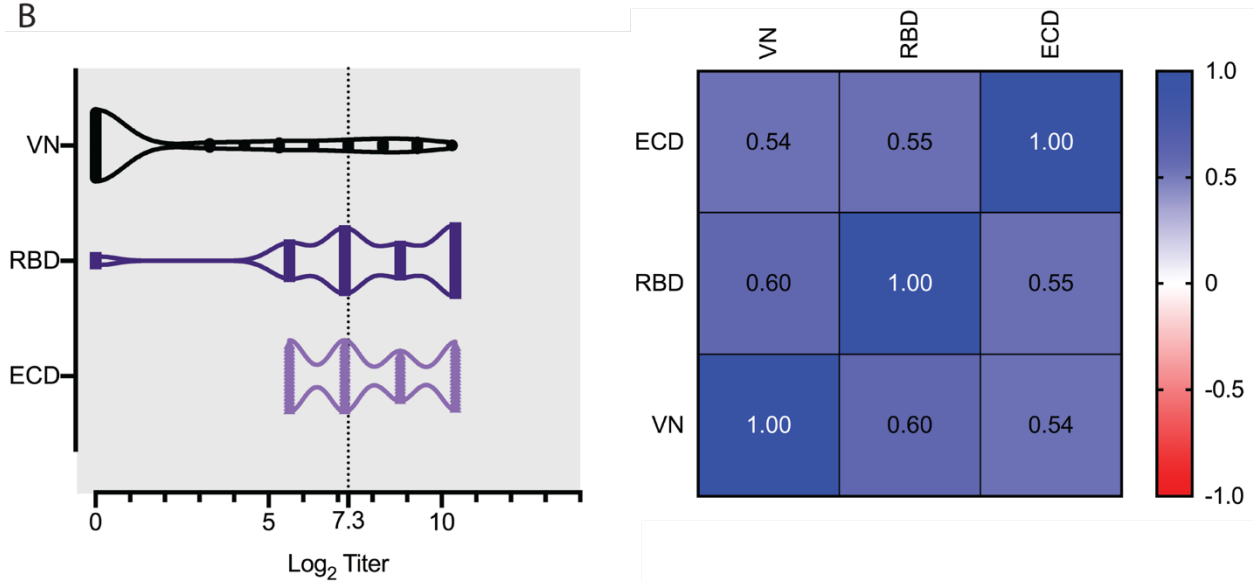 B
VN
RBD
ECD
0 5 7.3 10
Log2 Titer
VN RBD ECD
ECD 0.54 0.55 1.00
RBD 0.60 1.00 0.55
VN 1.00 0.60 0.54
1.0
0.5
0
-0.5
-1.0